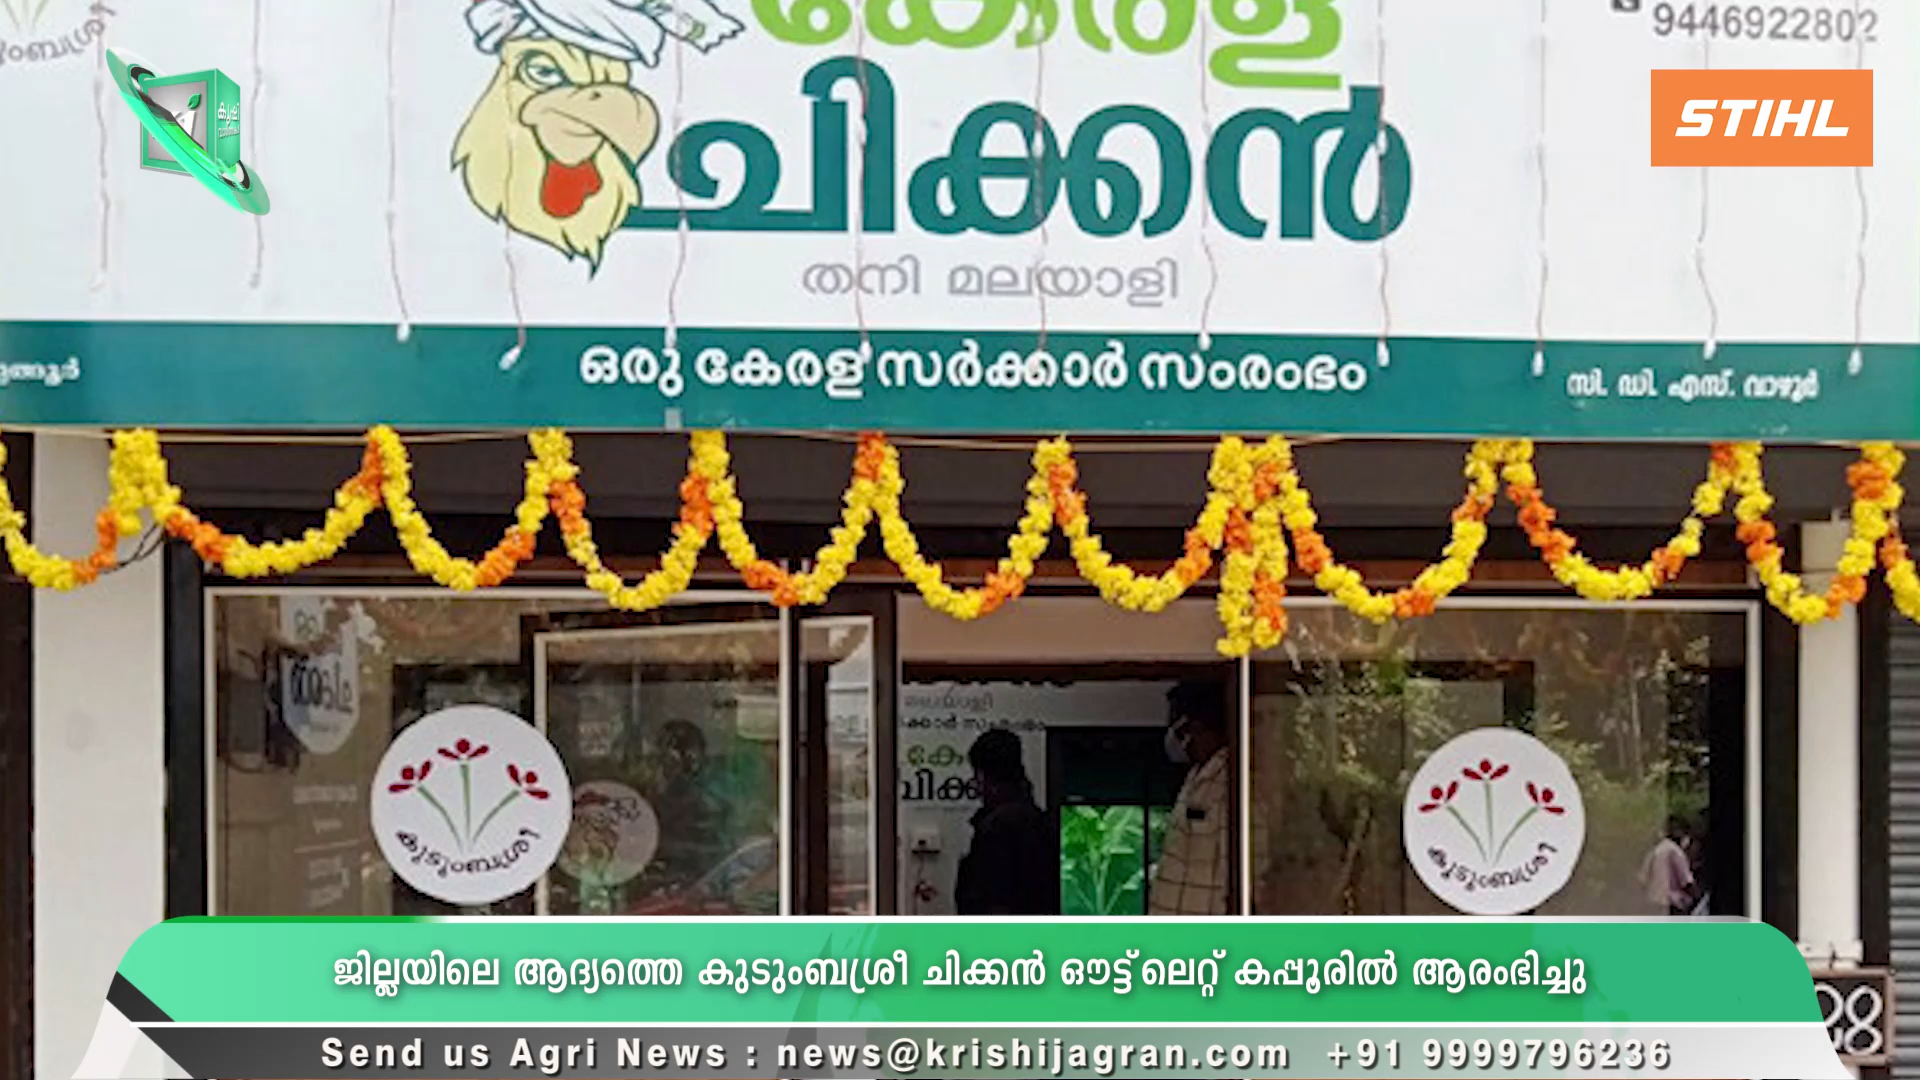 കേരള
9446922802
കൃഷി
STIHL
ചിക്കൻ
തനി മലയാളി
ഒരു കേരള സർക്കാർ സംരംഭം
സി. ഡി. എസ്. വാഴൂർ
കുടുംബശ്രീ
കുടുംബശ്രീ
ജില്ലയിലെ ആദ്യത്തെ കുടുംബശ്രീ ചിക്കൻ ഔട്ട്ലെറ്റ് കപ്പൂരിൽ ആരംഭിച്ചു
28
Send us Agri News : news@krishijagran.com +91 9999796236